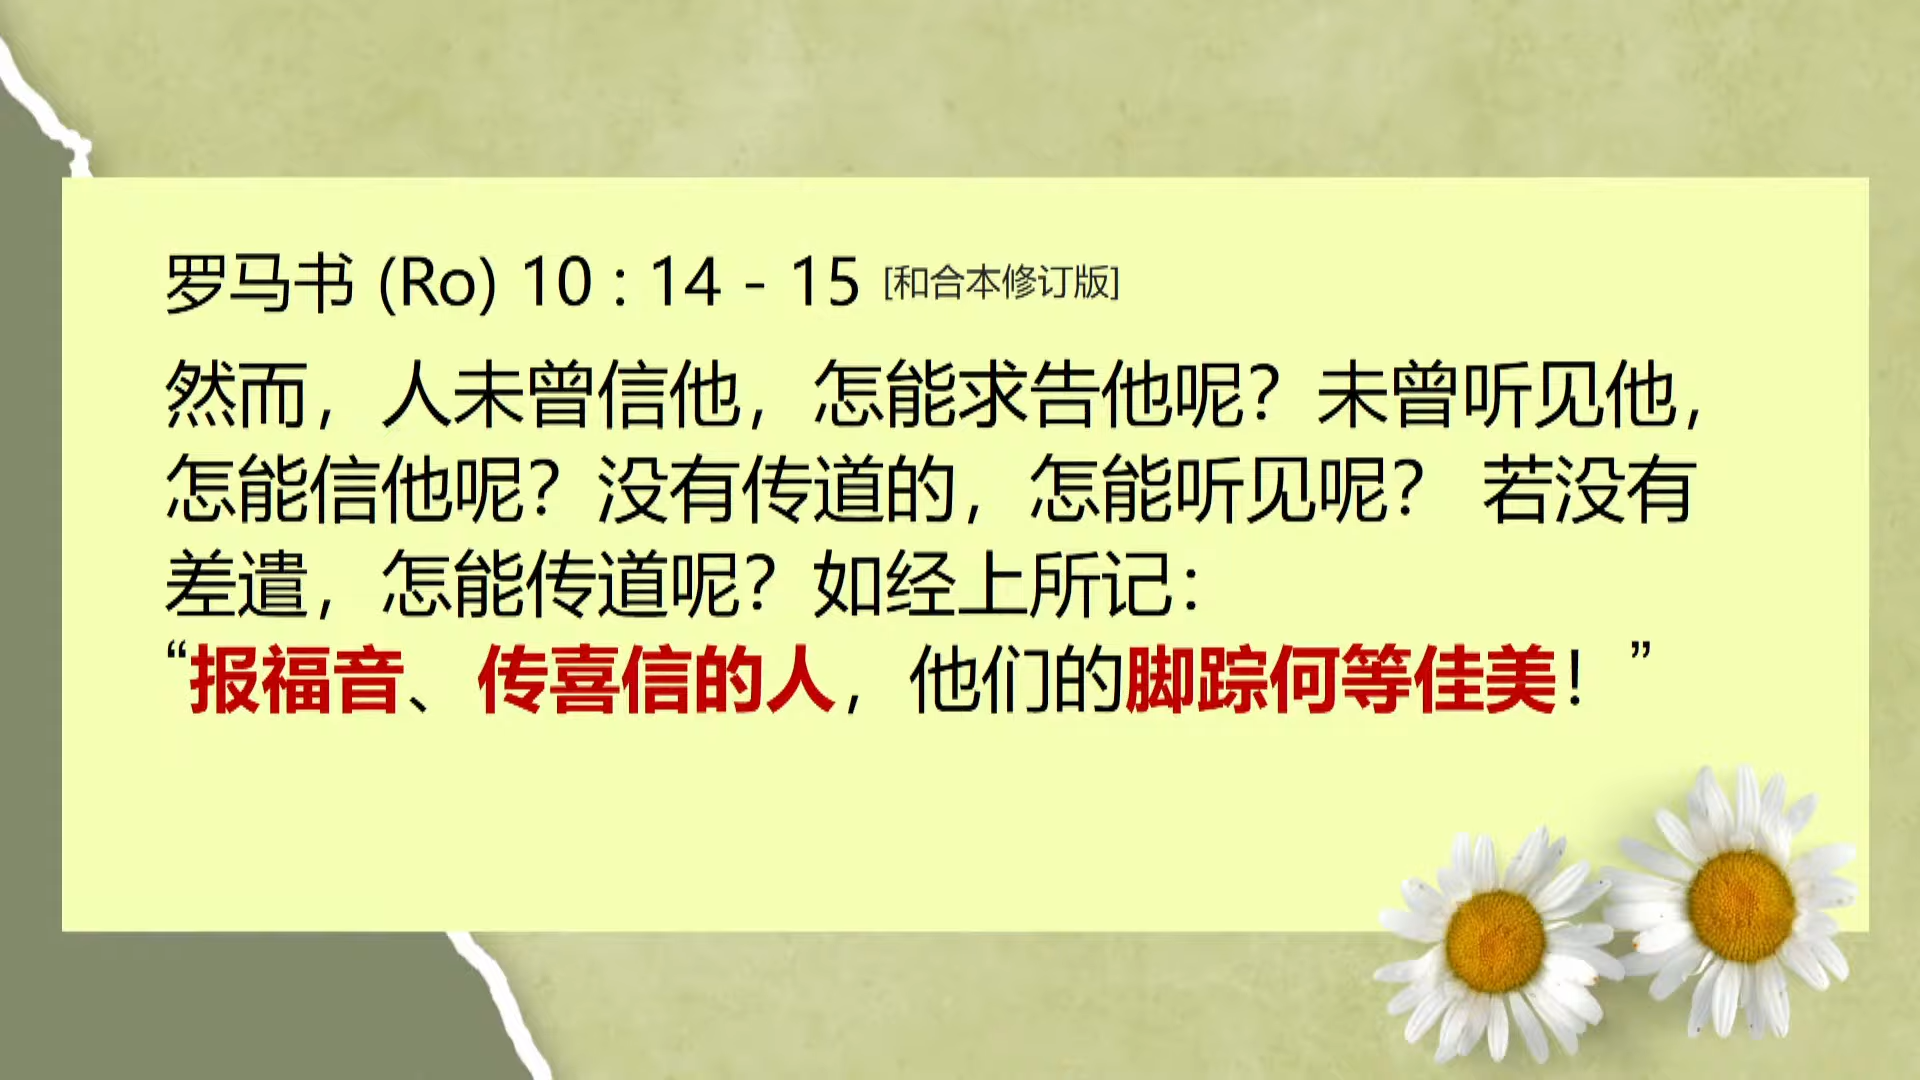 罗马书 (Ro) 10 : 14 - 15 [和合本修订版]
然而，人未曾信他，怎能求告他呢？未曾听见他，
怎能信他呢？没有传道的，怎能听见呢？ 若没有
差遣，怎能传道呢？如经上所记：
“报福音、传喜信的人，他们的脚踪何等佳美！”